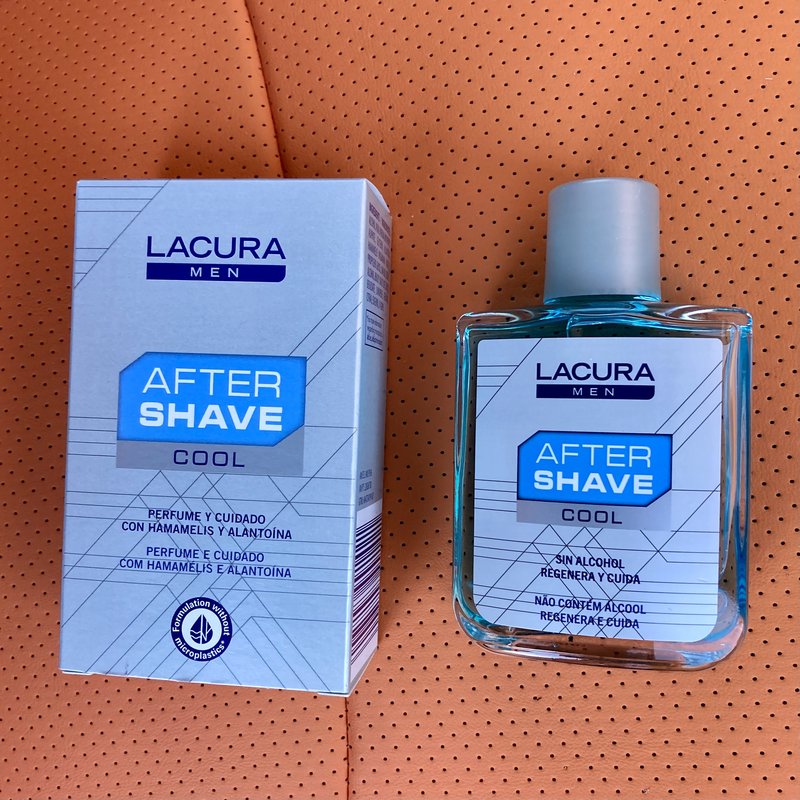 LACURA
MEN
AFTER
SHAVE
COOL
PERFUME Y CUIDADO
CON HAMAMELIS Y ALANTOÍNA
PERFUME E CUIDADO
COM HAMAMELIS E ALANTOÍNA
Formulation without
microplastics*
LACURA
MEN
AFTER
SHAVE
COOL
SIN ALCOHOL
REGENERA Y CUIDA
NÃO CONTÉM ÁLCOOL
REGENERA E CUIDA